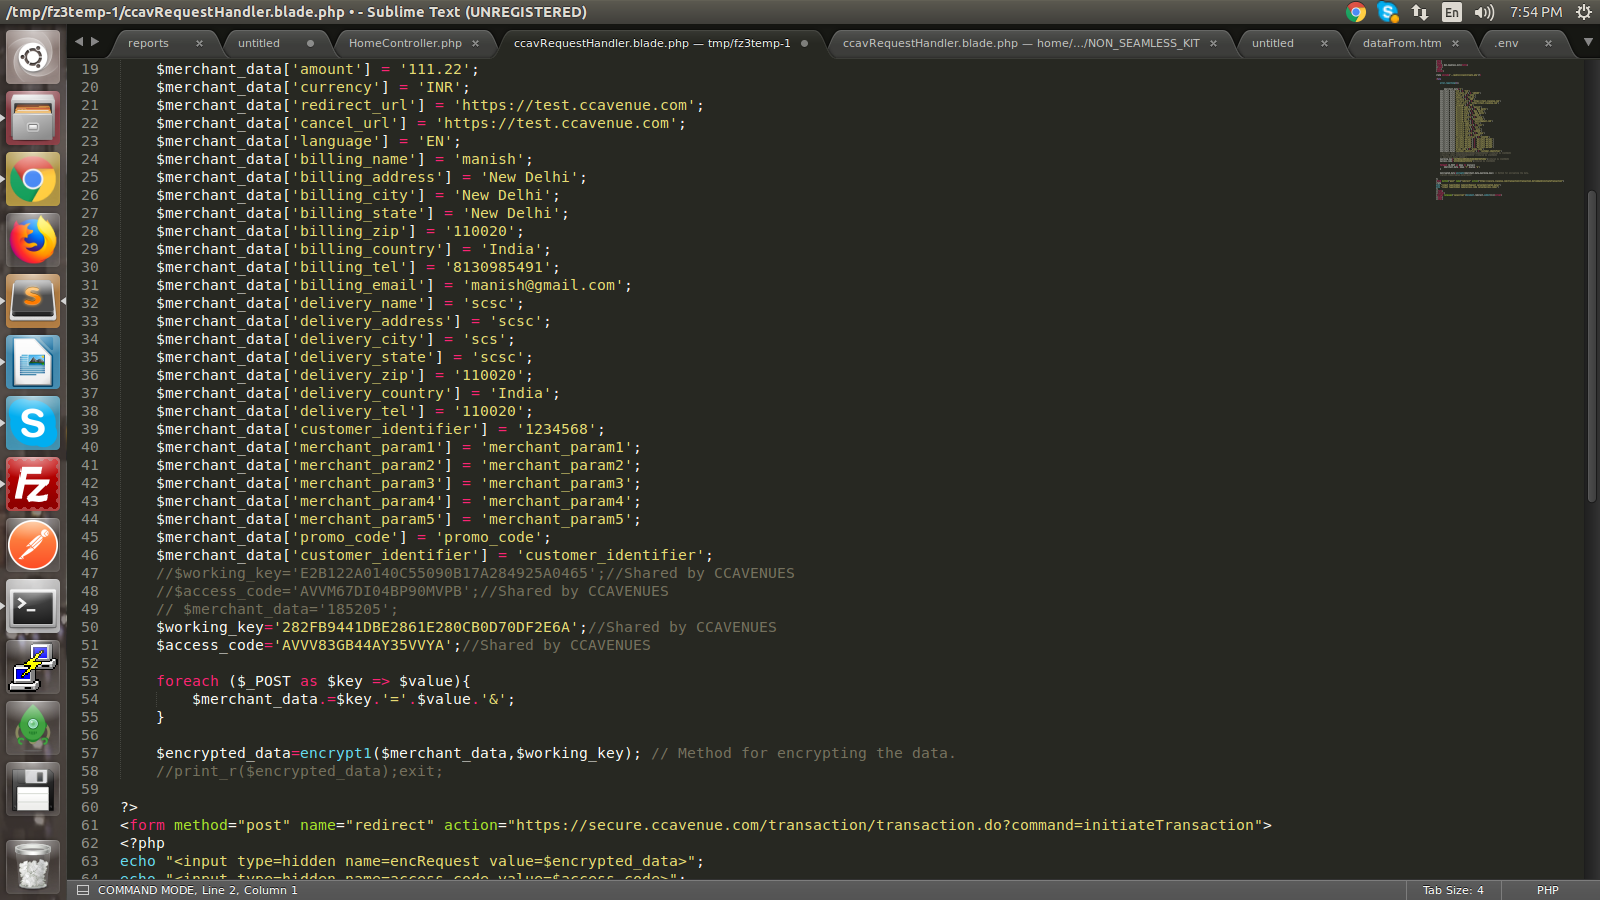 /tmp/fz3temp-1/ccavRequestHandler.blade.php • - Sublime Text (UNREGISTERED)
En
7:54 PM
reports
untitled
HomeController.php
ccavRequestHandler.blade.php — tmp/fz3temp-1
ccavRequestHandler.blade.php — home/.../NON_SEAMLESS_KIT
untitled
dataFrom.htm
.env
19 $merchant_data['amount'] = '111.22';
20 $merchant_data['currency'] = 'INR';
21 $merchant_data['redirect_url'] = 'https://test.ccavenue.com';
22 $merchant_data['cancel_url'] = 'https://test.ccavenue.com';
23 $merchant_data['language'] = 'EN';
24 $merchant_data['billing_name'] = 'manish';
25 $merchant_data['billing_address'] = 'New Delhi';
26 $merchant_data['billing_city'] = 'New Delhi';
27 $merchant_data['billing_state'] = 'New Delhi';
28 $merchant_data['billing_zip'] = '110020';
29 $merchant_data['billing_country'] = 'India';
30 $merchant_data['billing_tel'] = '8130985491';
31 $merchant_data['billing_email'] = 'manish@gmail.com';
32 $merchant_data['delivery_name'] = 'scsc';
33 $merchant_data['delivery_address'] = 'scsc';
34 $merchant_data['delivery_city'] = 'scs';
35 $merchant_data['delivery_state'] = 'scsc';
36 $merchant_data['delivery_zip'] = '110020';
37 $merchant_data['delivery_country'] = 'India';
38 $merchant_data['delivery_tel'] = '110020';
39 $merchant_data['customer_identifier'] = '1234568';
40 $merchant_data['merchant_param1'] = 'merchant_param1';
41 $merchant_data['merchant_param2'] = 'merchant_param2';
42 $merchant_data['merchant_param3'] = 'merchant_param3';
43 $merchant_data['merchant_param4'] = 'merchant_param4';
44 $merchant_data['merchant_param5'] = 'merchant_param5';
45 $merchant_data['promo_code'] = 'promo_code';
46 $merchant_data['customer_identifier'] = 'customer_identifier';
47 //$working_key='E2B122A0140C55090B17A284925A0465';//Shared by CCAVENUES
48 //$access_code='AVVM67DI04BP90MVPB';//Shared by CCAVENUES
49 // $merchant_data='185205';
50 $working_key='282FB9441DBE2861E280CB0D70DF2E6A';//Shared by CCAVENUES
51 $access_code='AVVV83GB44AY35VVYA';//Shared by CCAVENUES
52
53 foreach ($_POST as $key => $value){
54 $merchant_data.=$key.'='.$value.'&';
55 }
56
57 $encrypted_data=encrypt1($merchant_data,$working_key); // Method for encrypting the data.
58 //print_r($encrypted_data);exit;
59
60 ?>
61 <form method="post" name="redirect" action="https://secure.ccavenue.com/transaction/transaction.do?command=initiateTransaction">
62 <?php
63 echo "<input type=hidden name=encRequest value=$encrypted_data>";
64 echo "<input type=hidden name=access_code value=$access_code>";
COMMAND MODE, Line 2, Column 1
Tab Size: 4
PHP